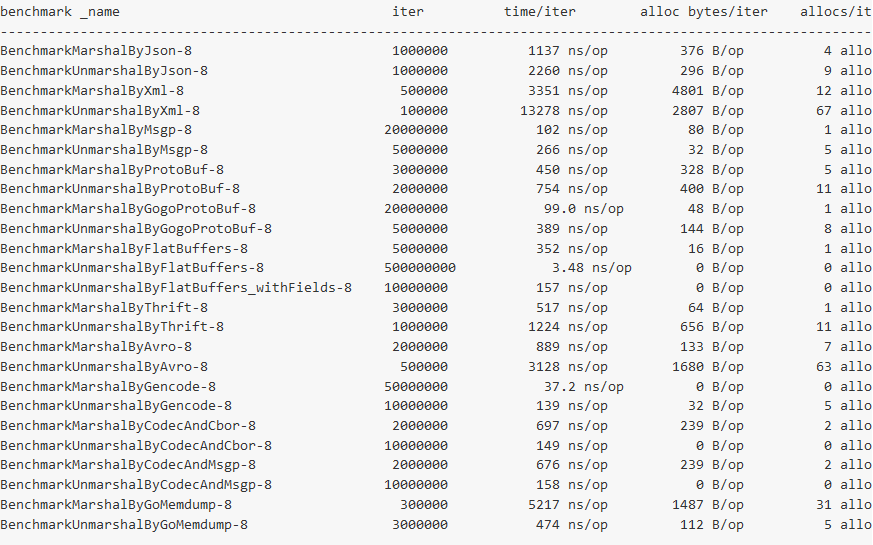 benchmark _name iter time/iter alloc bytes/iter allocs/it
--------------------------------------------------------------------------------------------------------------
BenchmarkMarshalByJson-8 1000000 1137 ns/op 376 B/op 4 allo
BenchmarkUnmarshalByJson-8 1000000 2260 ns/op 296 B/op 9 allo
BenchmarkMarshalByXml-8 500000 3351 ns/op 4801 B/op 12 allo
BenchmarkUnmarshalByXml-8 100000 13278 ns/op 2807 B/op 67 allo
BenchmarkMarshalByMsgp-8 20000000 102 ns/op 80 B/op 1 allo
BenchmarkUnmarshalByMsgp-8 5000000 266 ns/op 32 B/op 5 allo
BenchmarkMarshalByProtoBuf-8 3000000 450 ns/op 328 B/op 5 allo
BenchmarkUnmarshalByProtoBuf-8 2000000 754 ns/op 400 B/op 11 allo
BenchmarkMarshalByGogoProtoBuf-8 20000000 99.0 ns/op 48 B/op 1 allo
BenchmarkUnmarshalByGogoProtoBuf-8 5000000 389 ns/op 144 B/op 8 allo
BenchmarkMarshalByFlatBuffers-8 5000000 352 ns/op 16 B/op 1 allo
BenchmarkUnmarshalByFlatBuffers-8 500000000 3.48 ns/op 0 B/op 0 allo
BenchmarkUnmarshalByFlatBuffers_withFields-8 10000000 157 ns/op 0 B/op 0 allo
BenchmarkMarshalByThrift-8 3000000 517 ns/op 64 B/op 1 allo
BenchmarkUnmarshalByThrift-8 1000000 1224 ns/op 656 B/op 11 allo
BenchmarkMarshalByAvro-8 2000000 889 ns/op 133 B/op 7 allo
BenchmarkUnmarshalByAvro-8 500000 3128 ns/op 1680 B/op 63 allo
BenchmarkMarshalByGencode-8 50000000 37.2 ns/op 0 B/op 0 allo
BenchmarkUnmarshalByGencode-8 10000000 139 ns/op 32 B/op 5 allo
BenchmarkMarshalByCodecAndCbor-8 2000000 697 ns/op 239 B/op 2 allo
BenchmarkUnmarshalByCodecAndCbor-8 10000000 149 ns/op 0 B/op 0 allo
BenchmarkMarshalByCodecAndMsgp-8 2000000 676 ns/op 239 B/op 2 allo
BenchmarkUnmarshalByCodecAndMsgp-8 10000000 158 ns/op 0 B/op 0 allo
BenchmarkMarshalByGoMemdump-8 300000 5217 ns/op 1487 B/op 31 allo
BenchmarkUnmarshalByGoMemdump-8 3000000 474 ns/op 112 B/op 5 allo